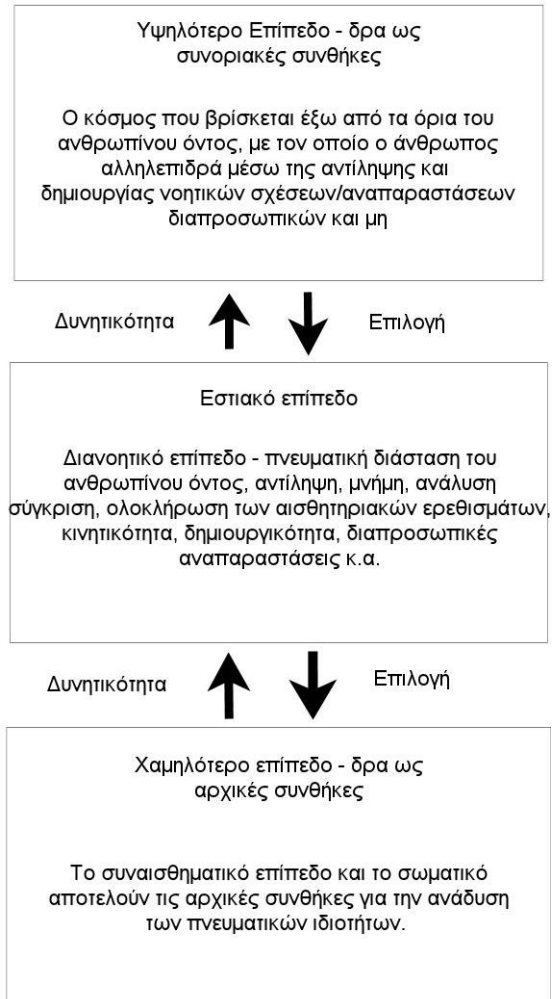 Υψηλότερο Επίπεδο - δρα ως
συνοριακές συνθήκες
Ο κόσμος που βρίσκεται έξω από τα όρια του
ανθρωπίνου όντος, με τον οποίο ο άνθρωπος
αλληλεπιδρά μέσω της αντίληψης και
δημιουργίας νοητικών σχέσεων/αναπαραστάσεων
διαπροσωπικών και μη
Δυνητικότητα Επιλογή
Εστιακό επίπεδο
Διανοητικό επίπεδο - πνευματική διάσταση του
ανθρωπίνου όντος, αντίληψη, μνήμη, ανάλυση
σύγκριση, ολοκλήρωση των αισθητηριακών ερεθισμάτων,
κινητικότητα, δημιουργικότητα, διαπροσωπικές
αναπαραστάσεις κ.α.
Δυνητικότητα Επιλογή
Χαμηλότερο επίπεδο - δρα ως
αρχικές συνθήκες
Το συναισθηματικό επίπεδο και το σωματικό
αποτελούν τις αρχικές συνθήκες για την ανάδυση
των πνευματικών ιδιοτήτων.